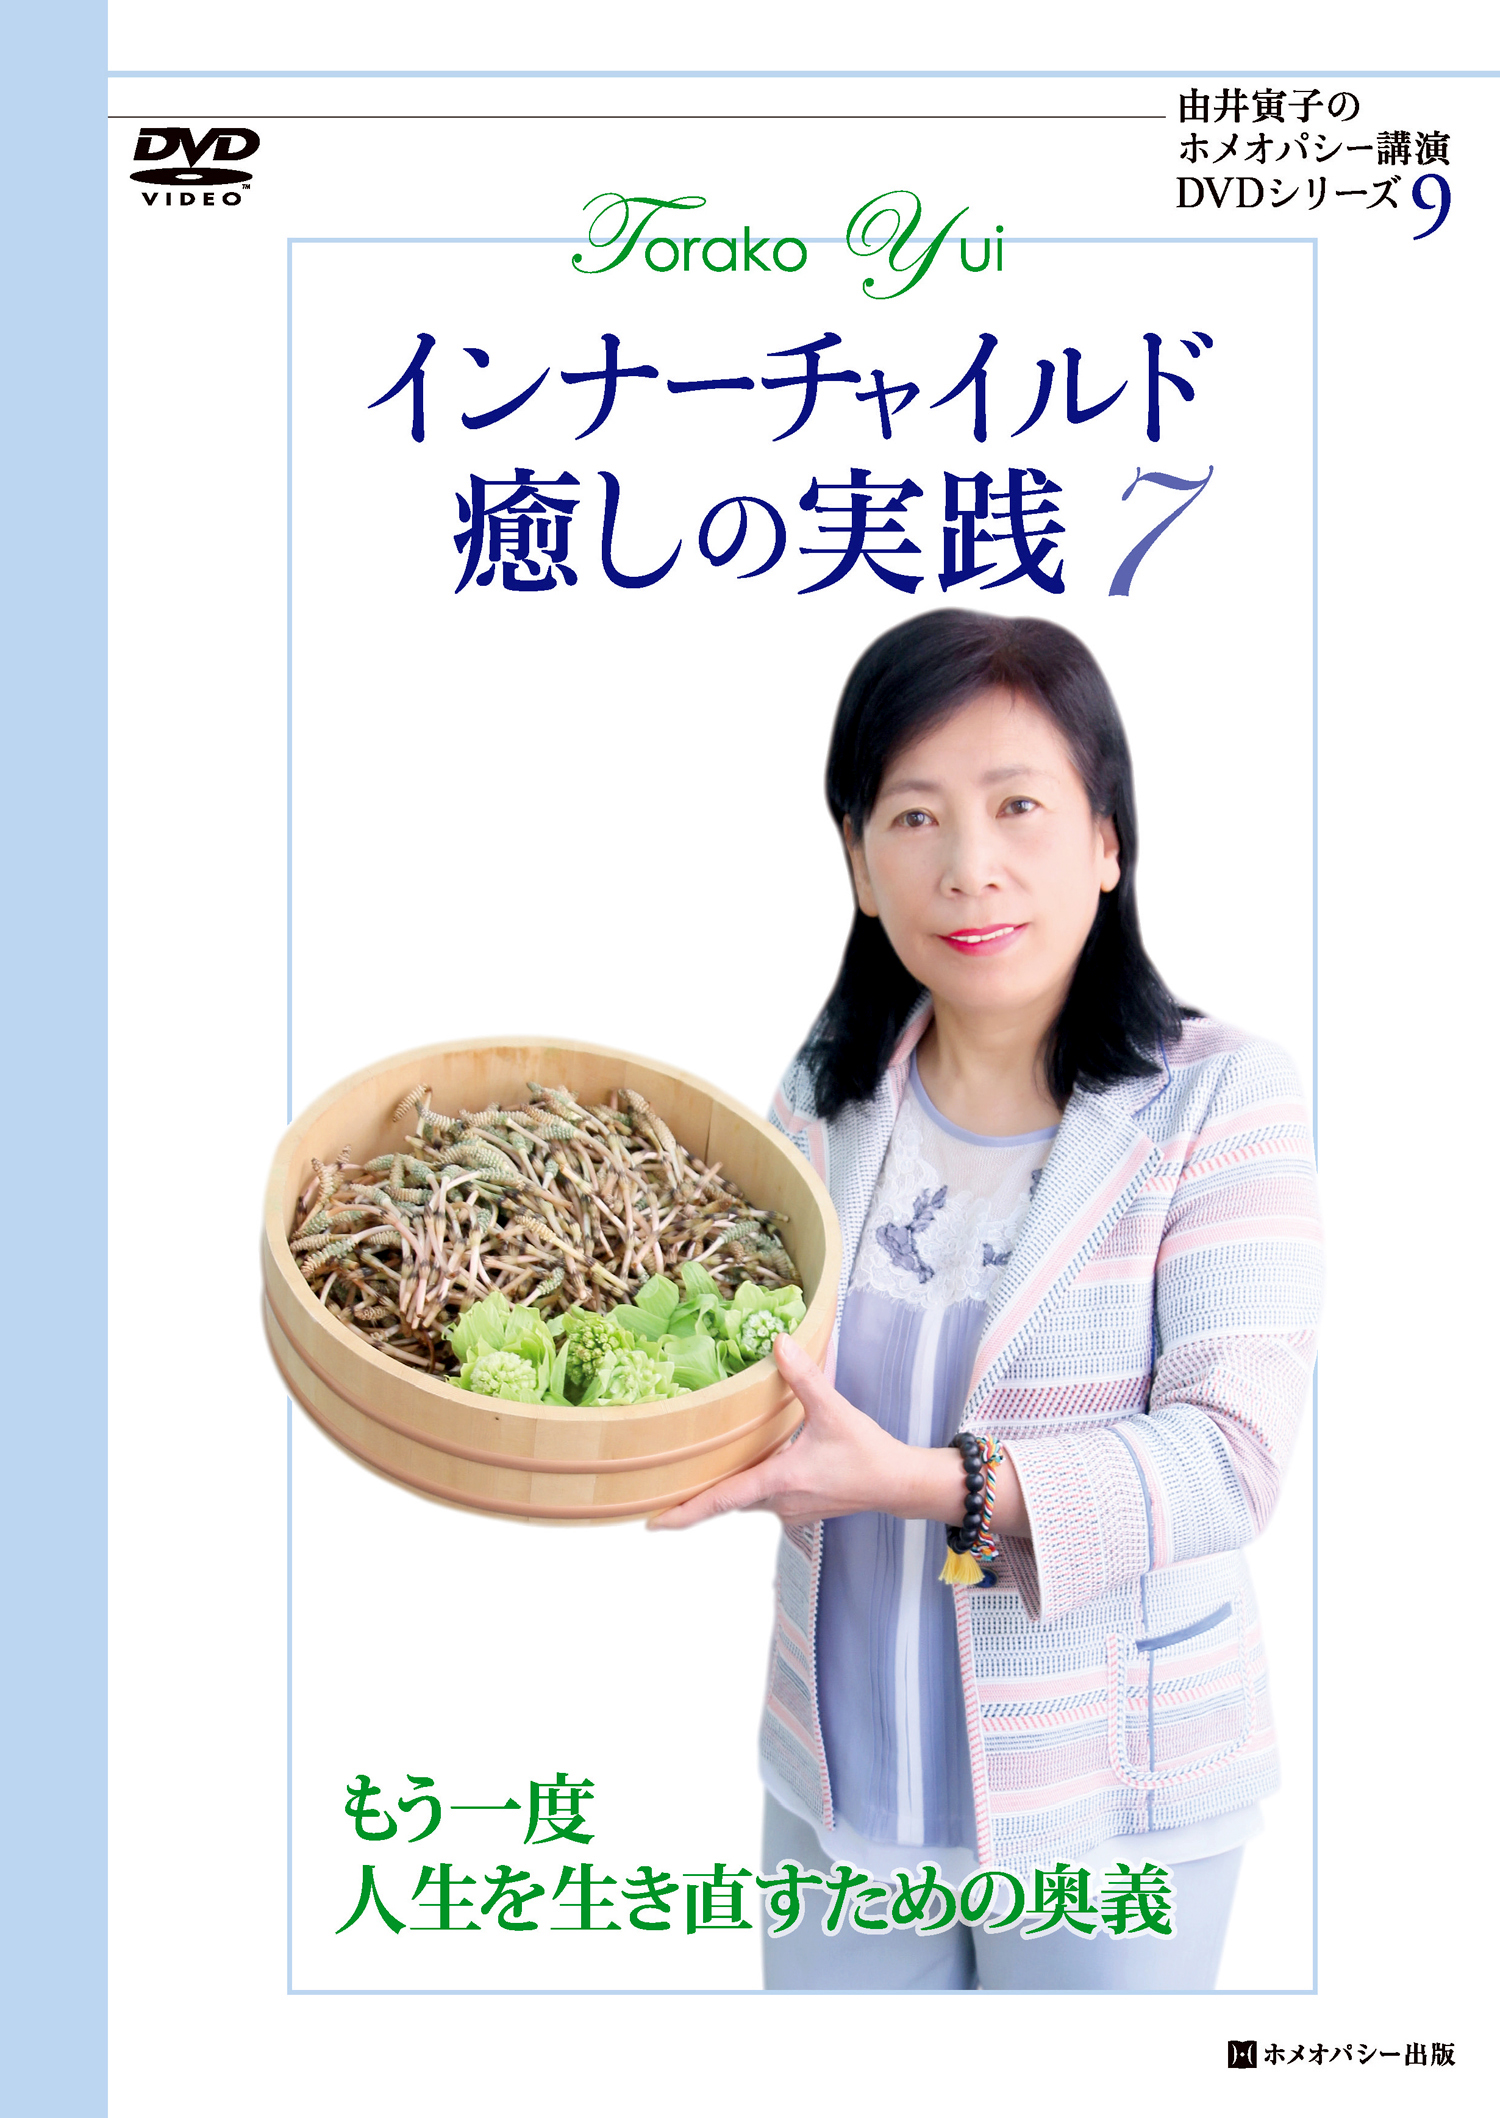 由井寅子の
ホメオパシー講演
DVDシリーズ9
DVD
VIDEO™
Torako Yui
インナーチャイルド
癒しの実践7
もう一度
人生を生き直すための奥義
ホメオパシー出版